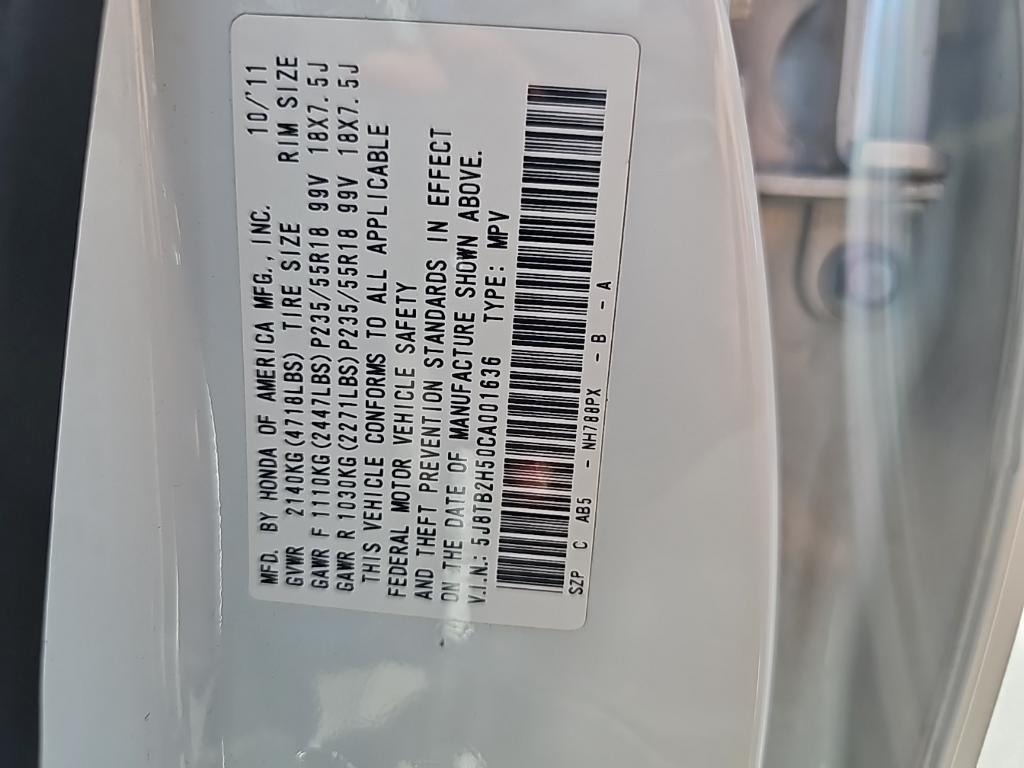 MFD. BY HONDA OF AMERICA MFG., INC. 10/'11
GVWR 2140KG(4718LBS) TIRE SIZE RIM SIZE
GAWR F 1110KG(2447LBS)P235/55R18 99V 18X7.5J
GAWR R 1030KG(2271LBS)P235/55R18 99V 18X7.5J
THIS VEHICLE CONFORMS TO ALL APPLICABLE
FEDERAL MOTOR VEHICLE SAFETY
AND THEFT PREVENTION STANDARDS IN EFFECT
ON THE DATE OF MANUFACTURE SHOWN ABOVE.
V.I.N.: 5J8TB2H50CA001636 TYPE: MPV
SZP C AB5 - NH788PX - B - A